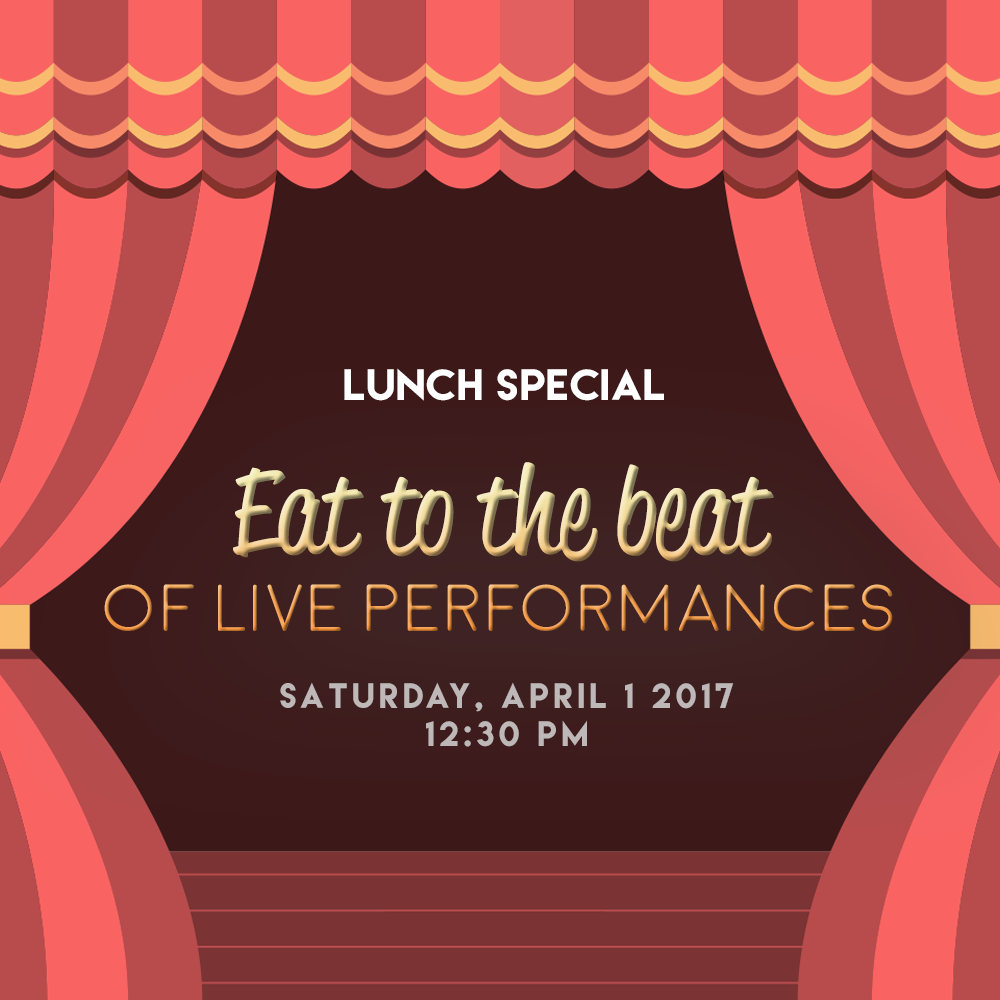 LUNCH SPECIAL
Eat to the beat
OF LIVE PERFORMANCES
SATURDAY, APRIL 1 2017
12:30 PM